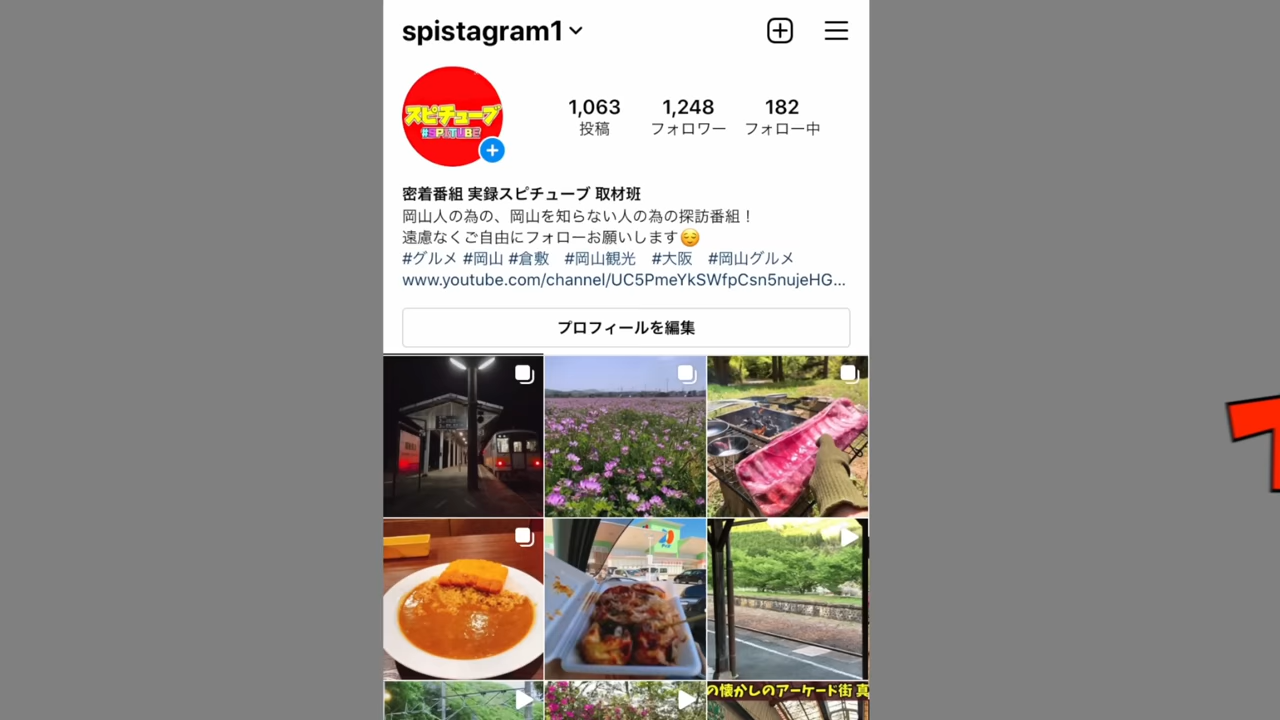 spistagram1
スピチューブ
#SPITUBE
1,063
投稿
1,248
フォロワー
182
フォロー中
密着番組 実録スピチューブ 取材班
岡山人の為の、岡山を知らない人の為の探訪番組！
遠慮なくご自由にフォローお願いします😌
#グルメ #岡山 #倉敷　#岡山観光　#大阪　#岡山グルメ
www.youtube.com/channel/UC5PmeYkSWfpCsn5nujeHG...
プロフィールを編集
の懐かしのアーケード街 真